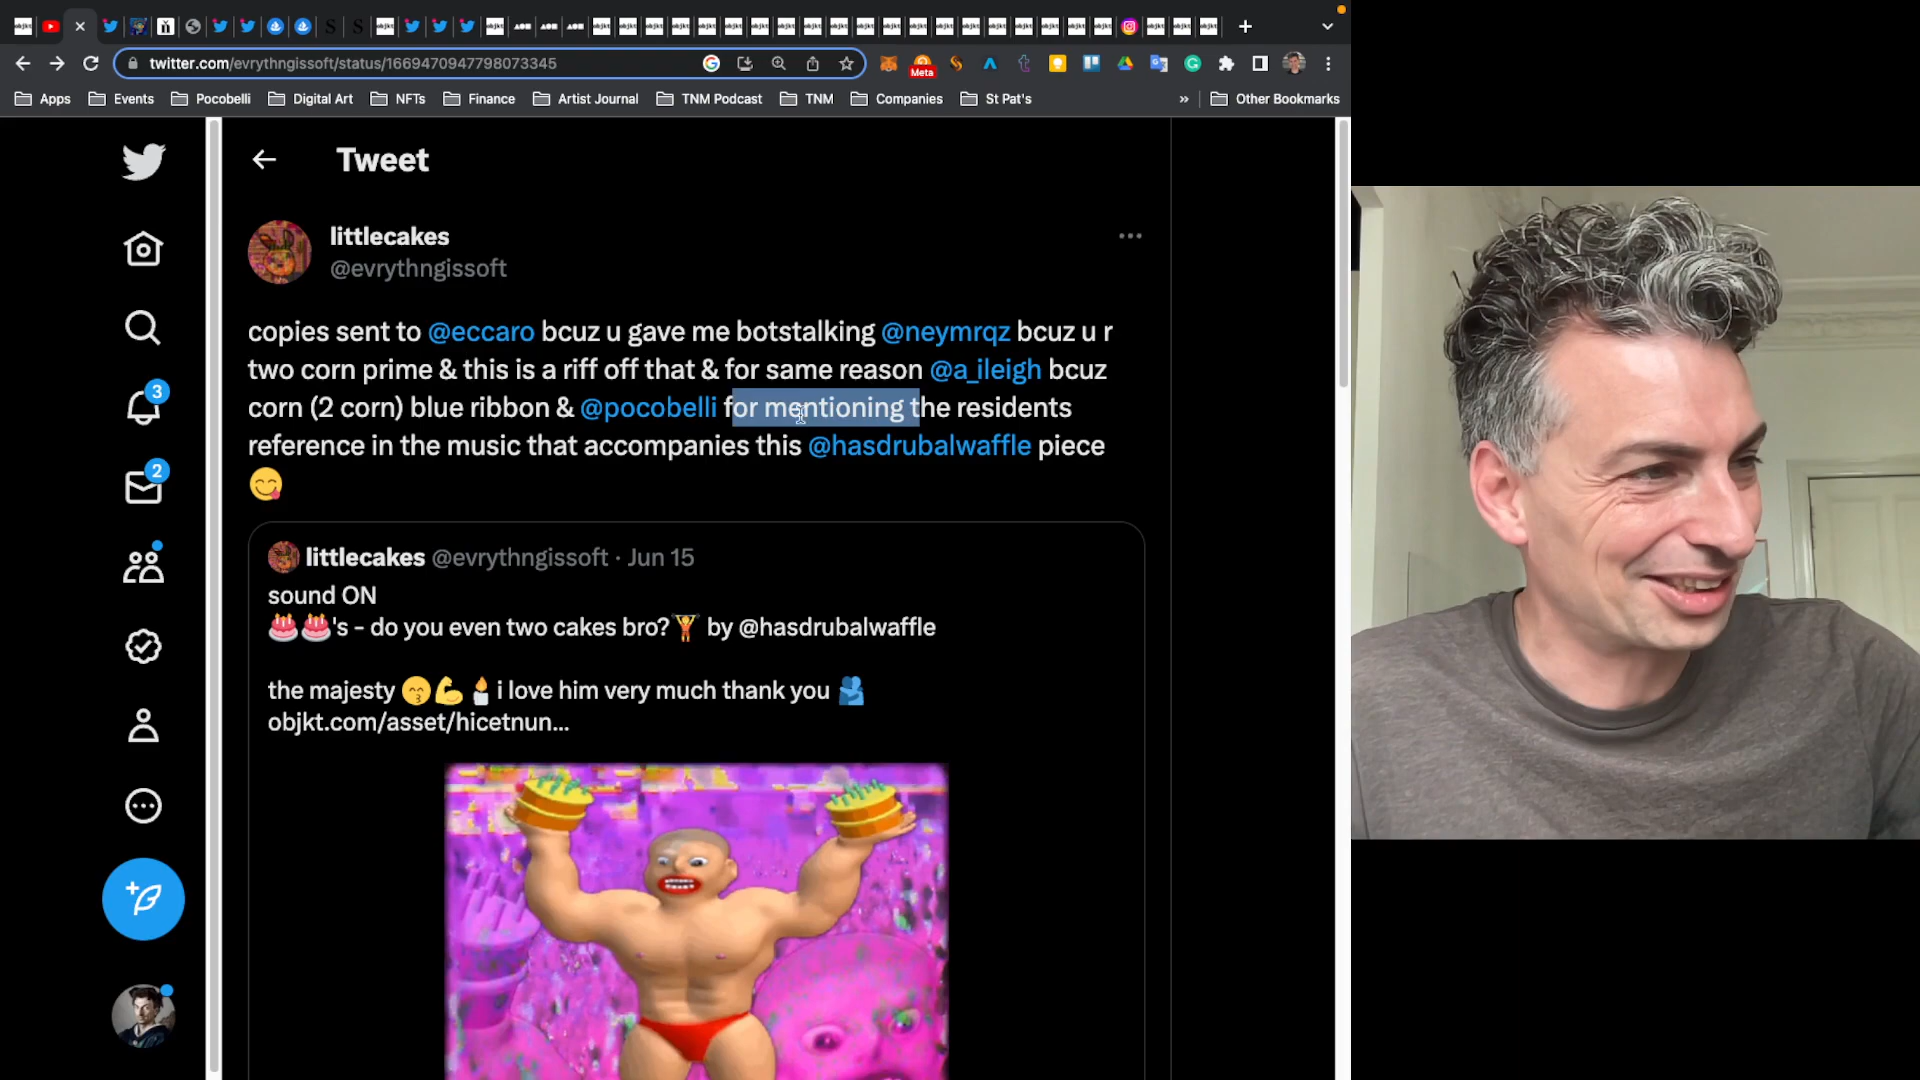 twitter.com/evrythngissoft/status/1669470947798073345
Meta
Apps Events Pocobelli Digital Art NFTs Finance Artist Journal TNM Podcast TNM Companies St Pat's » Other Bookmarks
Tweet
littlecakes
@evrythngissoft
copies sent to @eccaro bcuz u gave me botstalking @neymrqz bcuz u r
two corn prime & this is a riff off that & for same reason @a_ileigh bcuz
corn (2 corn) blue ribbon & @pocobelli for mentioning the residents
reference in the music that accompanies this @hasdrubalwaffle piece
😋
littlecakes @evrythngissoft · Jun 15
sound ON
🎂🎂's - do you even two cakes bro?🏋 by @hasdrubalwaffle
the majesty 😙💪🕯 i love him very much thank you 🫂
objkt.com/asset/hicetnun...
3
2